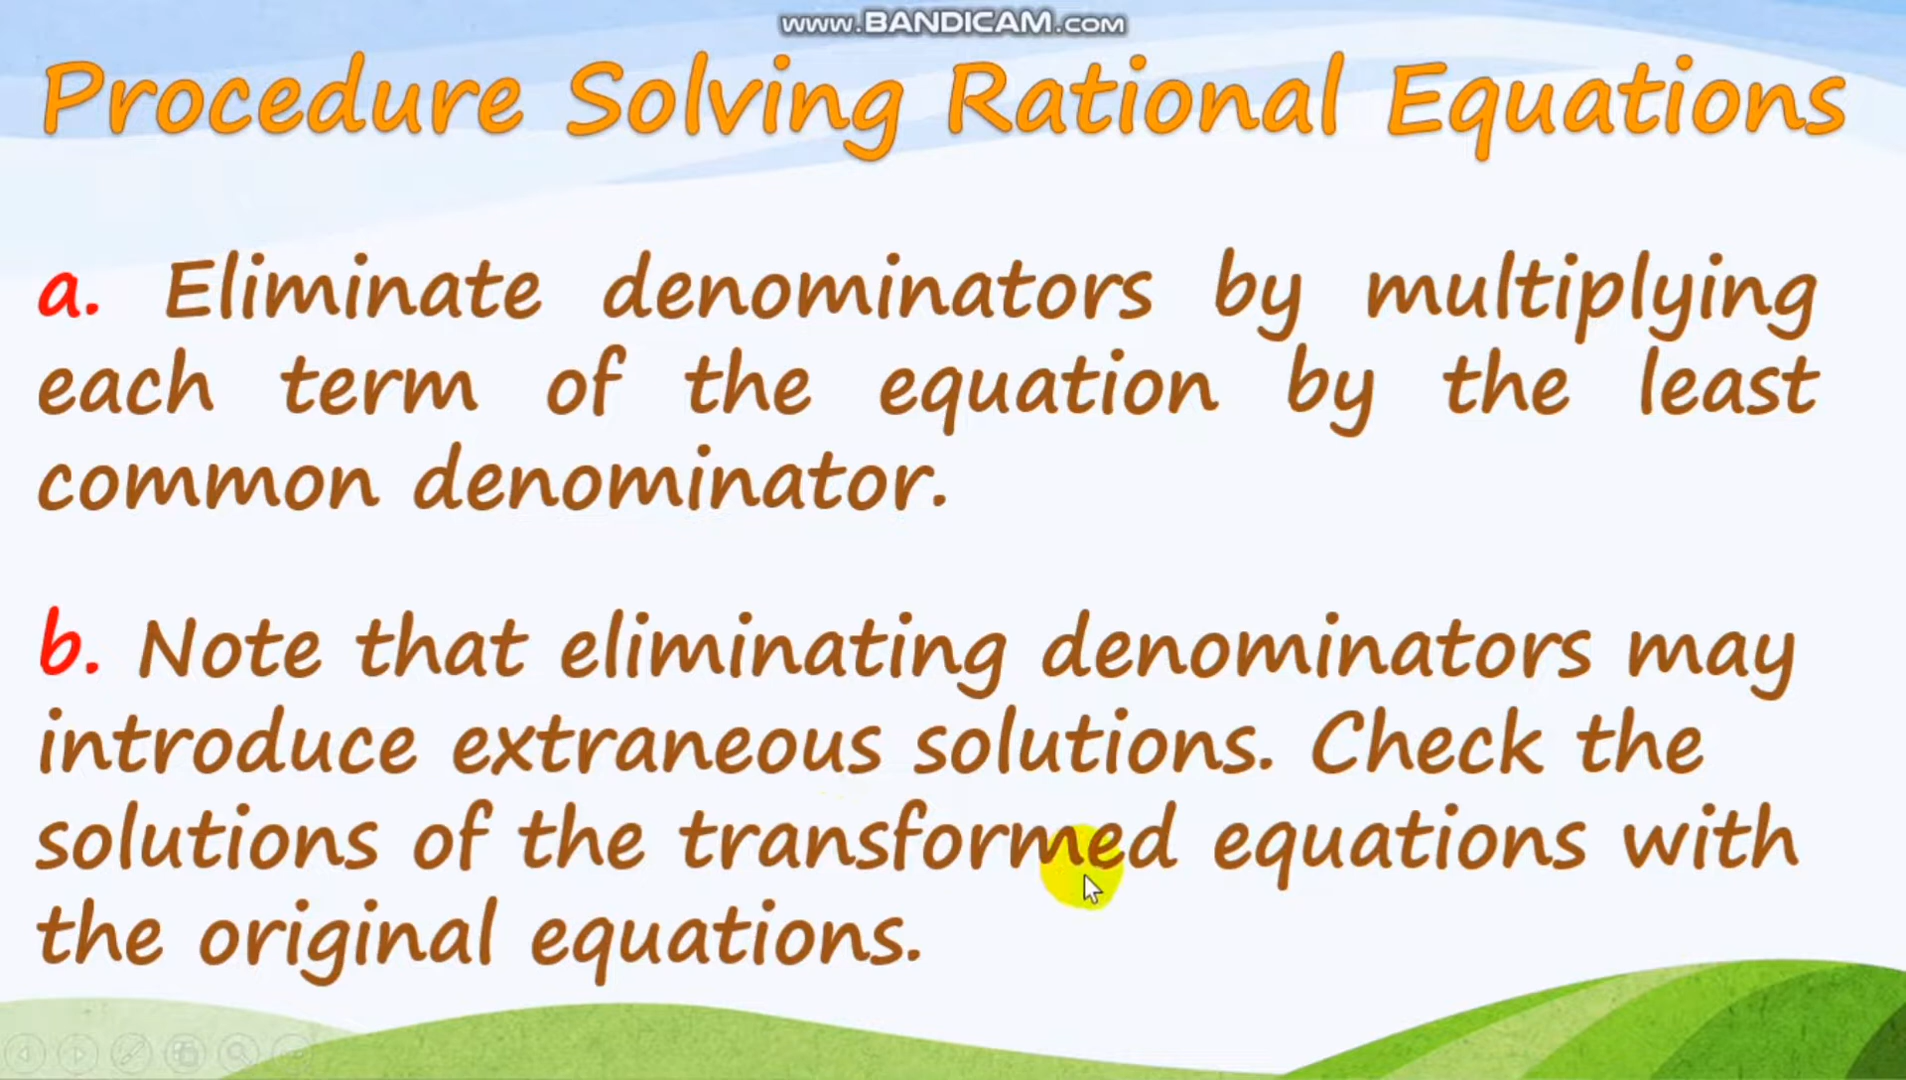 www.BANDICAM.com
Procedure Solving Rational Equations
a. Eliminate denominators by multiplying
each term of the equation by the least
common denominator.
b. Note that eliminating denominators may
introduce extraneous solutions. Check the
solutions of the transformed equations with
the original equations.